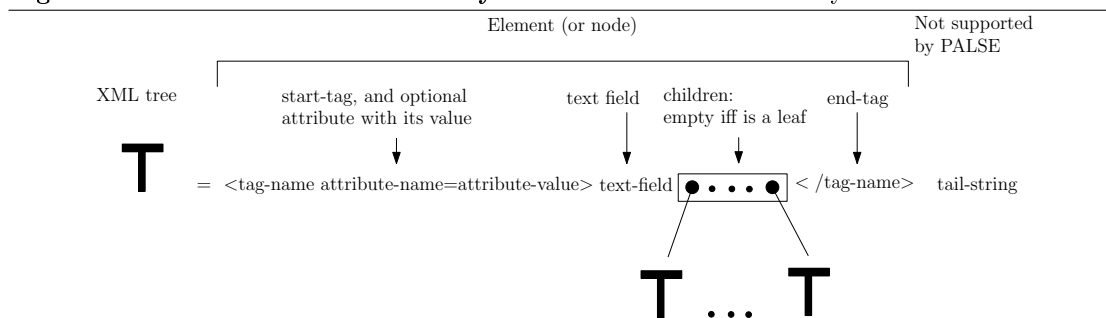 Element (or node)
Not supported
by PALSE
XML tree
start-tag, and optional
attribute with its value
text field
children:
empty iff is a leaf
end-tag
T
= <tag-name attribute-name=attribute-value> text-field < /tag-name> tail-string
T ... T